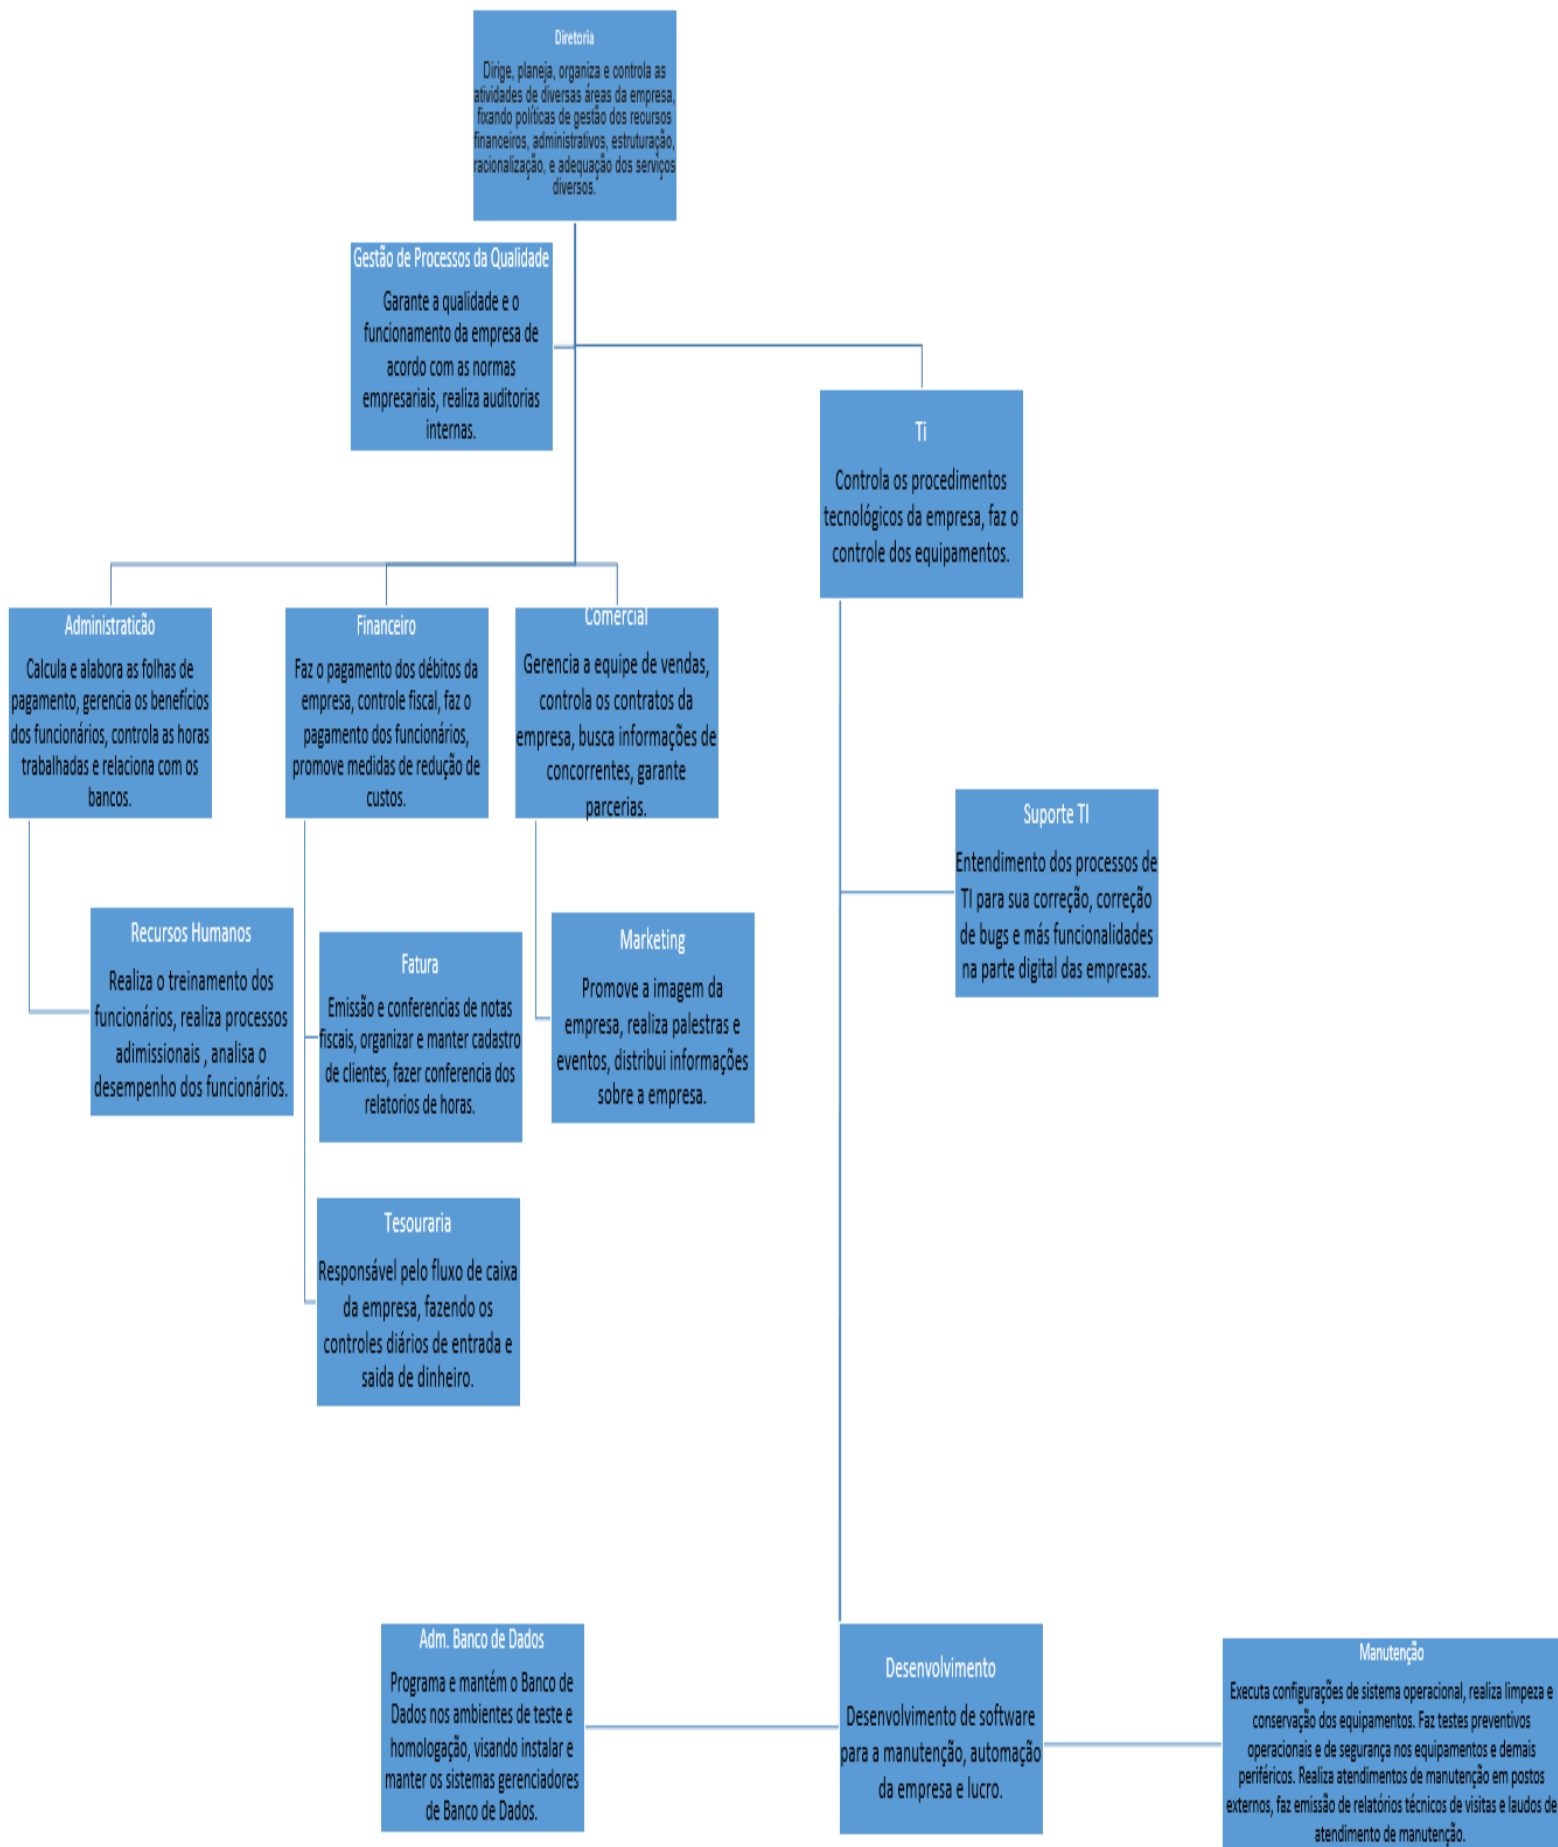 Diretoria
Dirige, planeja, organiza e controla as
atividades de diversas áreas da empresa,
fixando políticas de gestão dos recursos
financeiros, administrativos, estruturação,
racionalização, e adequação dos serviços
diversos.
Gestão de Processos da Qualidade
Garante a qualidade e o
funcionamento da empresa de
acordo com as normas
empresariais, realiza auditorias
internas.
Ti
Controla os procedimentos
tecnológicos da empresa, faz o
controle dos equipamentos.
Administraticão
Calcula e alabora as folhas de
pagamento, gerencia os benefícios
dos funcionários, controla as horas
trabalhadas e relaciona com os
bancos.
Financeiro
Faz o pagamento dos débitos da
empresa, controle fiscal, faz o
pagamento dos funcionários,
promove medidas de redução de
custos.
Comercial
Gerencia a equipe de vendas,
controla os contratos da
empresa, busca informações de
concorrentes, garante
parcerias.
Suporte TI
Entendimento dos processos de
TI para sua correção, correção
de bugs e más funcionalidades
na parte digital das empresas.
Recursos Humanos
Realiza o treinamento dos
funcionários, realiza processos
adimissionais , analisa o
desempenho dos funcionários.
Fatura
Emissão e conferencias de notas
fiscais, organizar e manter cadastro
de clientes, fazer conferencia dos
relatorios de horas.
Marketing
Promove a imagem da
empresa, realiza palestras e
eventos, distribui informações
sobre a empresa.
Tesouraria
Responsável pelo fluxo de caixa
da empresa, fazendo os
controles diários de entrada e
saida de dinheiro.
Adm. Banco de Dados
Programa e mantém o Banco de
Dados nos ambientes de teste e
homologação, visando instalar e
manter os sistemas gerenciadores
de Banco de Dados.
Desenvolvimento
Desenvolvimento de software
para a manutenção, automação
da empresa e lucro.
Manutenção
Executa configurações de sistema operacional, realiza limpeza e
conservação dos equipamentos. Faz testes preventivos
operacionais e de segurança nos equipamentos e demais
periféricos. Realiza atendimentos de manutenção em postos
externos, faz emissão de relatórios técnicos de visitas e laudos de
atendimento de manutenção.